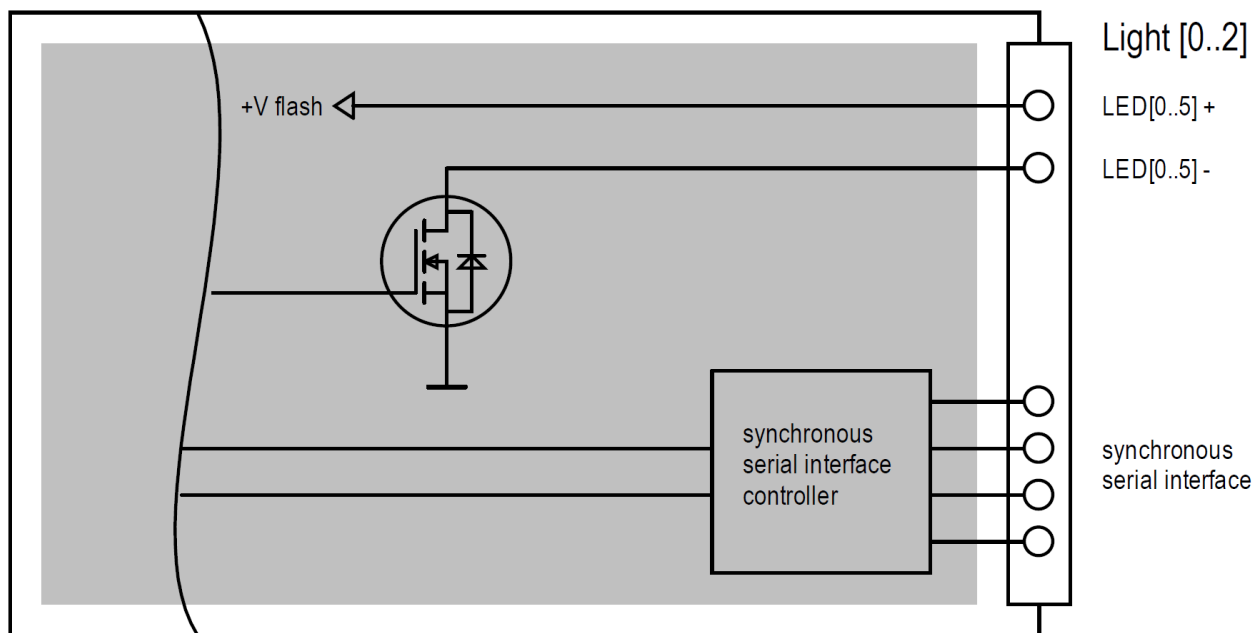 Light [0..2]
+V flash
LED[0..5] +
LED[0..5] -
synchronous
serial interface
controller
synchronous
serial interface